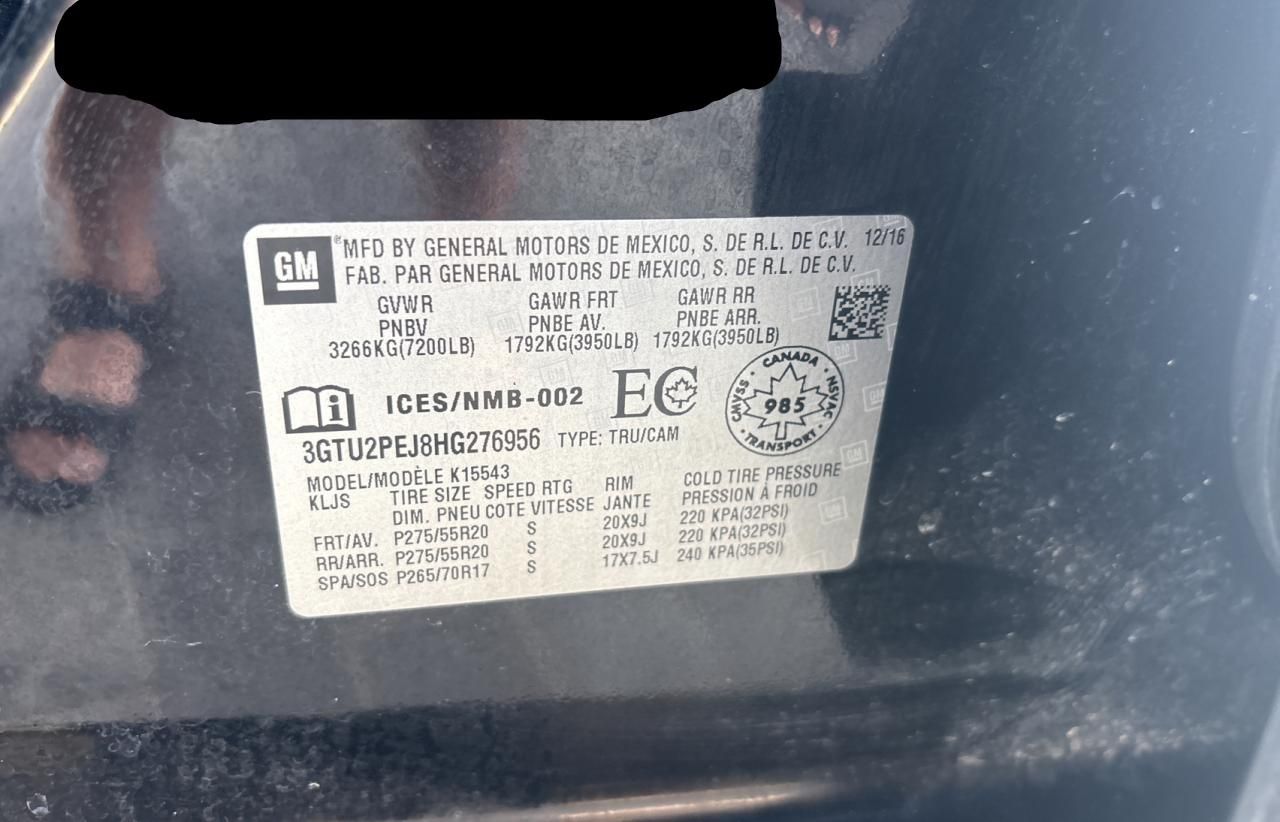 GM
® MFD BY GENERAL MOTORS DE MEXICO, S. DE R.L. DE C.V. 12/16
FAB. PAR GENERAL MOTORS DE MEXICO, S. DE R.L. DE C.V.
GVWR GAWR FRT GAWR RR
PNBV PNBE AV. PNBE ARR.
3266KG(7200LB) 1792KG(3950LB) 1792KG(3950LB)
i ICES/NMB-002 EC
CANADA
CMVSS 985 NSVAC
TRANSPORT
3GTU2PEJ8HG276956 TYPE: TRU/CAM
MODEL/MODÈLE K15543
KLJS TIRE SIZE SPEED RTG RIM COLD TIRE PRESSURE
DIM. PNEU COTE VITESSE JANTE PRESSION À FROID
FRT/AV. P275/55R20 S 20X9J 220 KPA(32PSI)
RR/ARR. P275/55R20 S 20X9J 220 KPA(32PSI)
SPA/SOS P265/70R17 S 17X7.5J 240 KPA(35PSI)